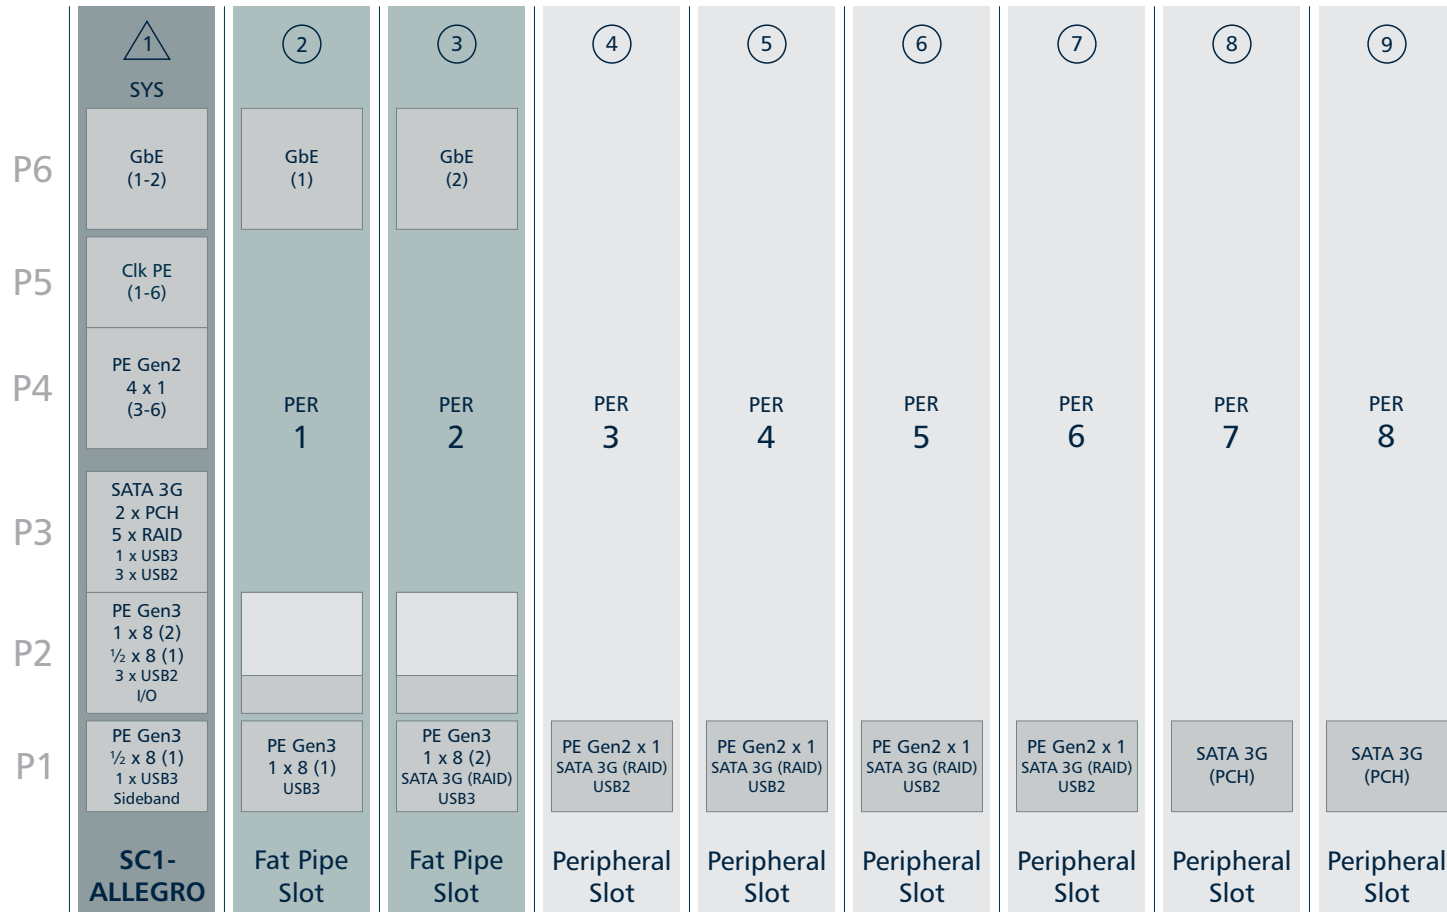 1
2
3
4
5
6
7
8
9
SYS
P6
GbE
(1-2)
GbE
(1)
GbE
(2)
P5
Clk PE
(1-6)
P4
PE Gen2
4 x 1
(3-6)
PER
1
PER
2
PER
3
PER
4
PER
5
PER
6
PER
7
PER
8
P3
SATA 3G
2 x PCH
5 x RAID
1 x USB3
3 x USB2
P2
PE Gen3
1 x 8 (2)
½ x 8 (1)
3 x USB2
I/O
P1
PE Gen3
½ x 8 (1)
1 x USB3
Sideband
PE Gen3
1 x 8 (1)
USB3
PE Gen3
1 x 8 (2)
SATA 3G (RAID)
USB3
PE Gen2 x 1
SATA 3G (RAID)
USB2
PE Gen2 x 1
SATA 3G (RAID)
USB2
PE Gen2 x 1
SATA 3G (RAID)
USB2
PE Gen2 x 1
SATA 3G (RAID)
USB2
SATA 3G
(PCH)
SATA 3G
(PCH)
SC1-
ALLEGRO
Fat Pipe
Slot
Fat Pipe
Slot
Peripheral
Slot
Peripheral
Slot
Peripheral
Slot
Peripheral
Slot
Peripheral
Slot
Peripheral
Slot